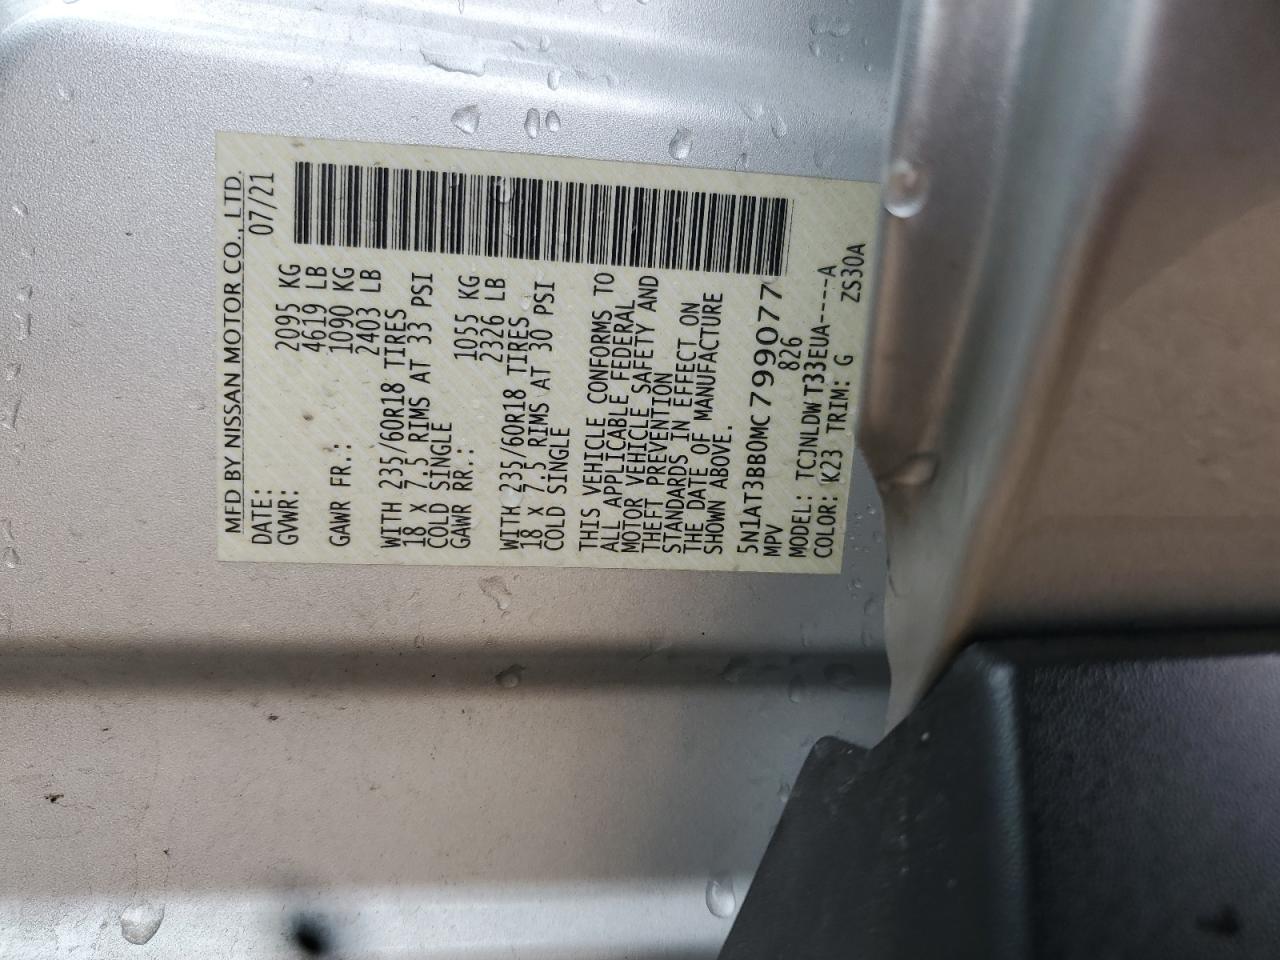 MFD BY NISSAN MOTOR CO., LTD.
DATE: 07/21
GVWR: 2095 KG
4619 LB
GAWR FR.: 1090 KG
2403 LB
WITH 235/60R18 TIRES
18 X 7.5 RIMS AT 33 PSI
COLD SINGLE
GAWR RR.: 1055 KG
2326 LB
WITH 235/60R18 TIRES
18 X 7.5 RIMS AT 30 PSI
COLD SINGLE
THIS VEHICLE CONFORMS TO
ALL APPLICABLE FEDERAL
MOTOR VEHICLE SAFETY AND
THEFT PREVENTION
STANDARDS IN EFFECT ON
THE DATE OF MANUFACTURE
SHOWN ABOVE.
5N1AT3BB0MC799077
MPV 826
MODEL: TCJNLDWT33EUA----A
COLOR: K23 TRIM: G ZS30A